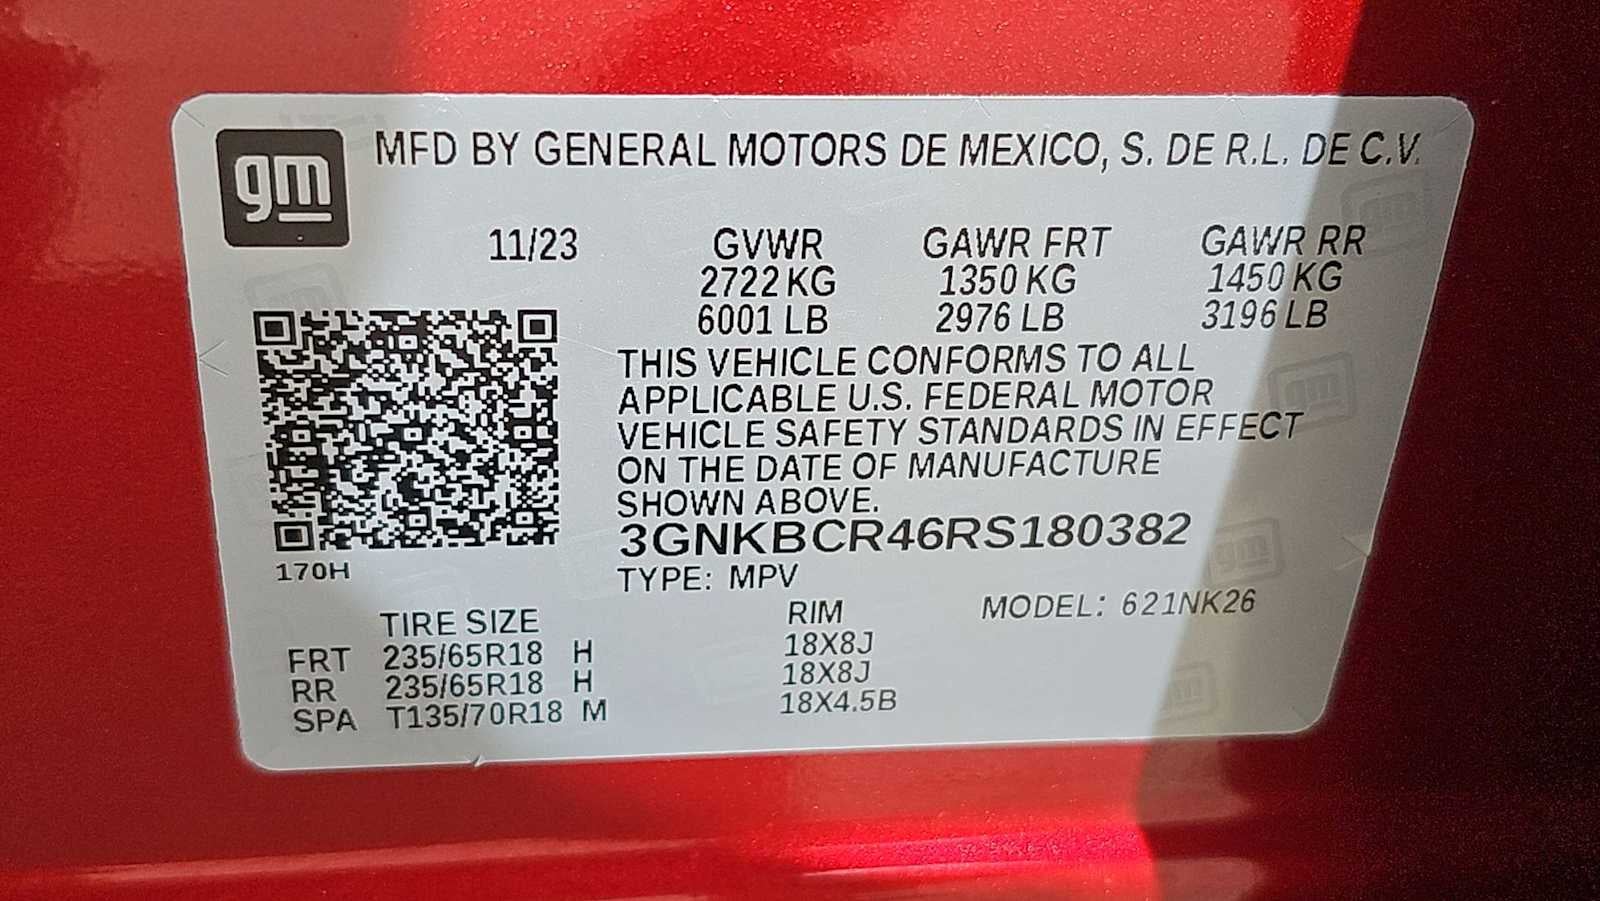 gm MFD BY GENERAL MOTORS DE MEXICO, S. DE R.L. DE C.V.
11/23 GVWR GAWR FRT GAWR RR
2722 KG 1350 KG 1450 KG
6001 LB 2976 LB 3196 LB
THIS VEHICLE CONFORMS TO ALL
APPLICABLE U.S. FEDERAL MOTOR
VEHICLE SAFETY STANDARDS IN EFFECT
ON THE DATE OF MANUFACTURE
SHOWN ABOVE.
3GNKBCR46RS180382
170H TYPE: MPV
TIRE SIZE RIM MODEL: 621NK26
FRT 235/65R18 H 18X8J
RR 235/65R18 H 18X8J
SPA T135/70R18 M 18X4.5B